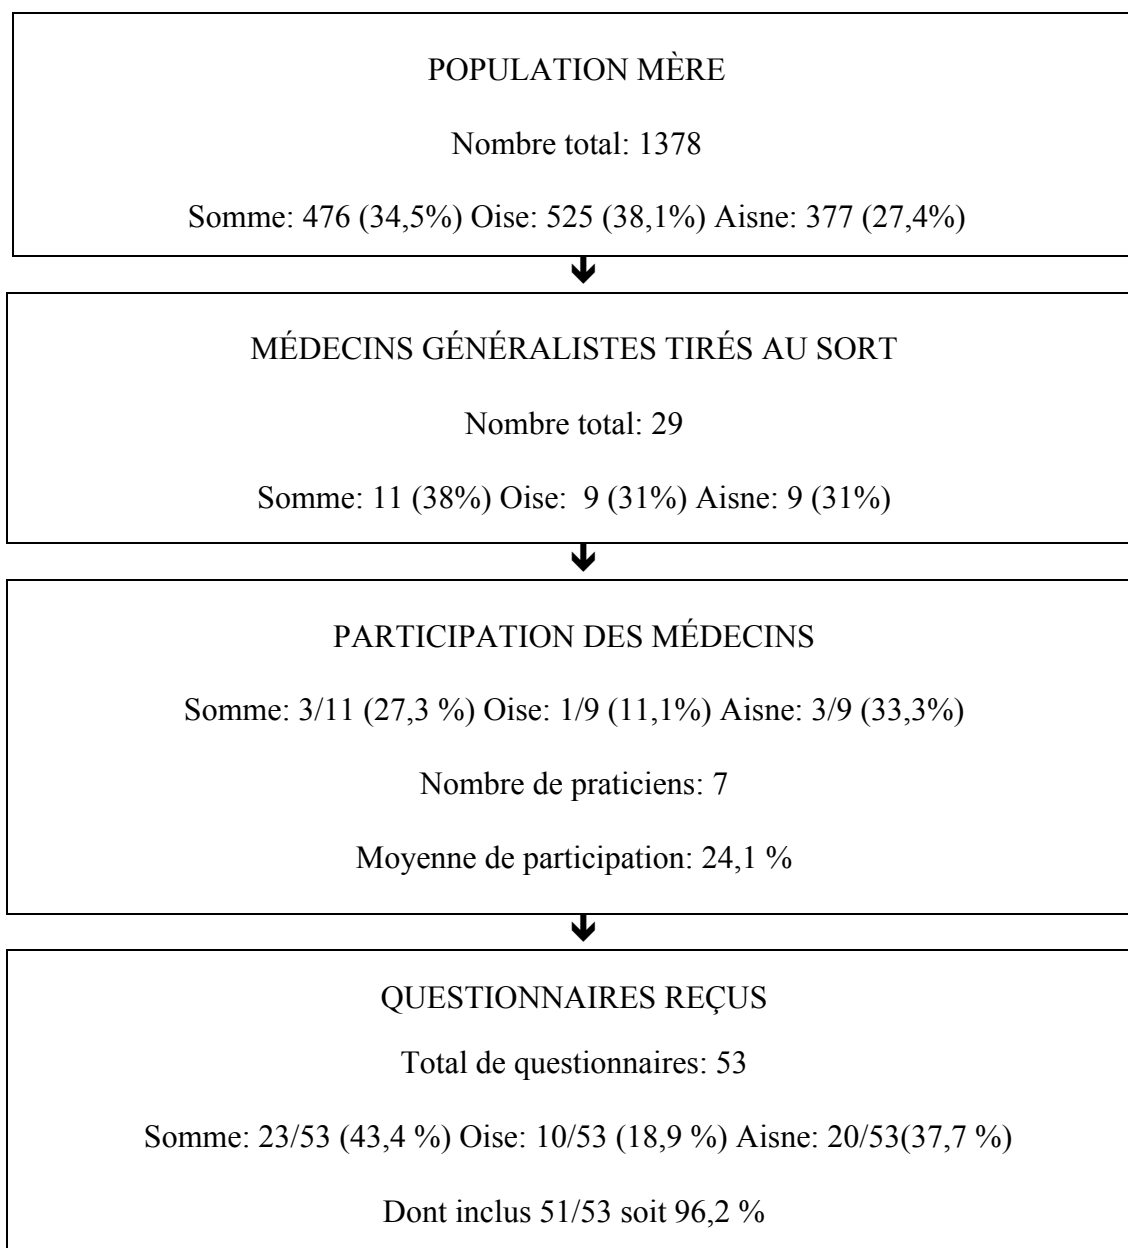 POPULATION MÈRE
Nombre total: 1378
Somme: 476 (34,5%) Oise: 525 (38,1%) Aisne: 377 (27,4%)
MÉDECINS GÉNÉRALISTES TIRÉS AU SORT
Nombre total: 29
Somme: 11 (38%) Oise:  9 (31%) Aisne: 9 (31%)
PARTICIPATION DES MÉDECINS
Somme: 3/11 (27,3 %) Oise: 1/9 (11,1%) Aisne: 3/9 (33,3%)
Nombre de praticiens: 7
Moyenne de participation: 24,1 %
QUESTIONNAIRES REÇUS
Total de questionnaires: 53
Somme: 23/53 (43,4 %) Oise: 10/53 (18,9 %) Aisne: 20/53(37,7 %)
Dont inclus 51/53 soit 96,2 %